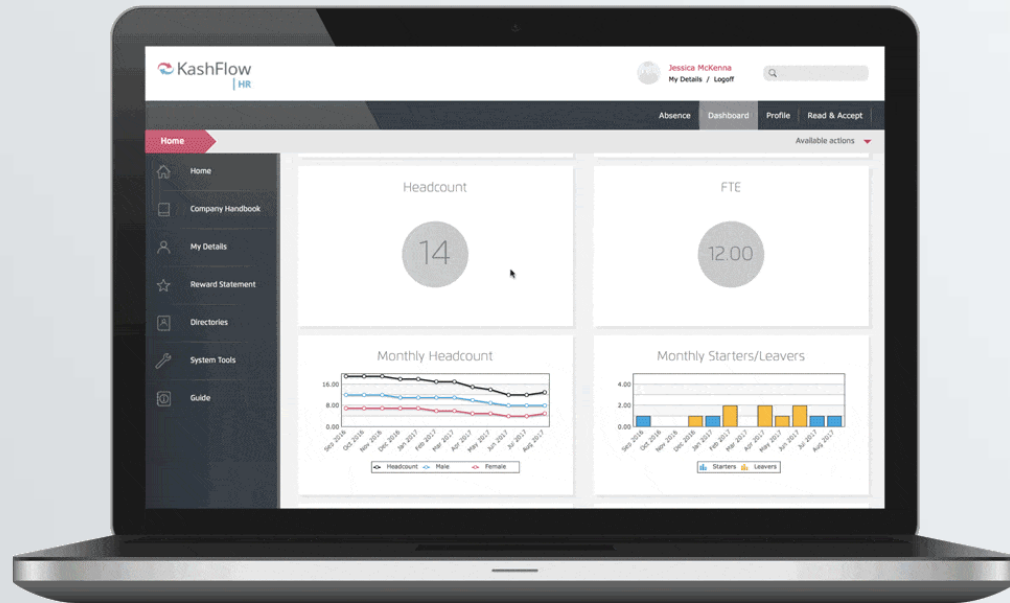 KashFlow
HR
Jessica McKenna
My Details / Logoff
Absence
Dashboard
Profile
Read & Accept
Home
Available actions
Home
Company Handbook
My Details
Reward Statement
Directories
System Tools
Guide
Headcount
14
FTE
12.00
Monthly Headcount
16.00
8.00
0.00
Sep 2016
Oct 2016
Nov 2016
Dec 2016
Jan 2017
Feb 2017
Mar 2017
Apr 2017
May 2017
Jun 2017
Jul 2017
Aug 2017
Headcount Male Female
Monthly Starters/Leavers
4.00
2.00
0.00
Sep 2016
Oct 2016
Nov 2016
Dec 2016
Jan 2017
Feb 2017
Mar 2017
Apr 2017
May 2017
Jun 2017
Jul 2017
Aug 2017
Starters Leavers